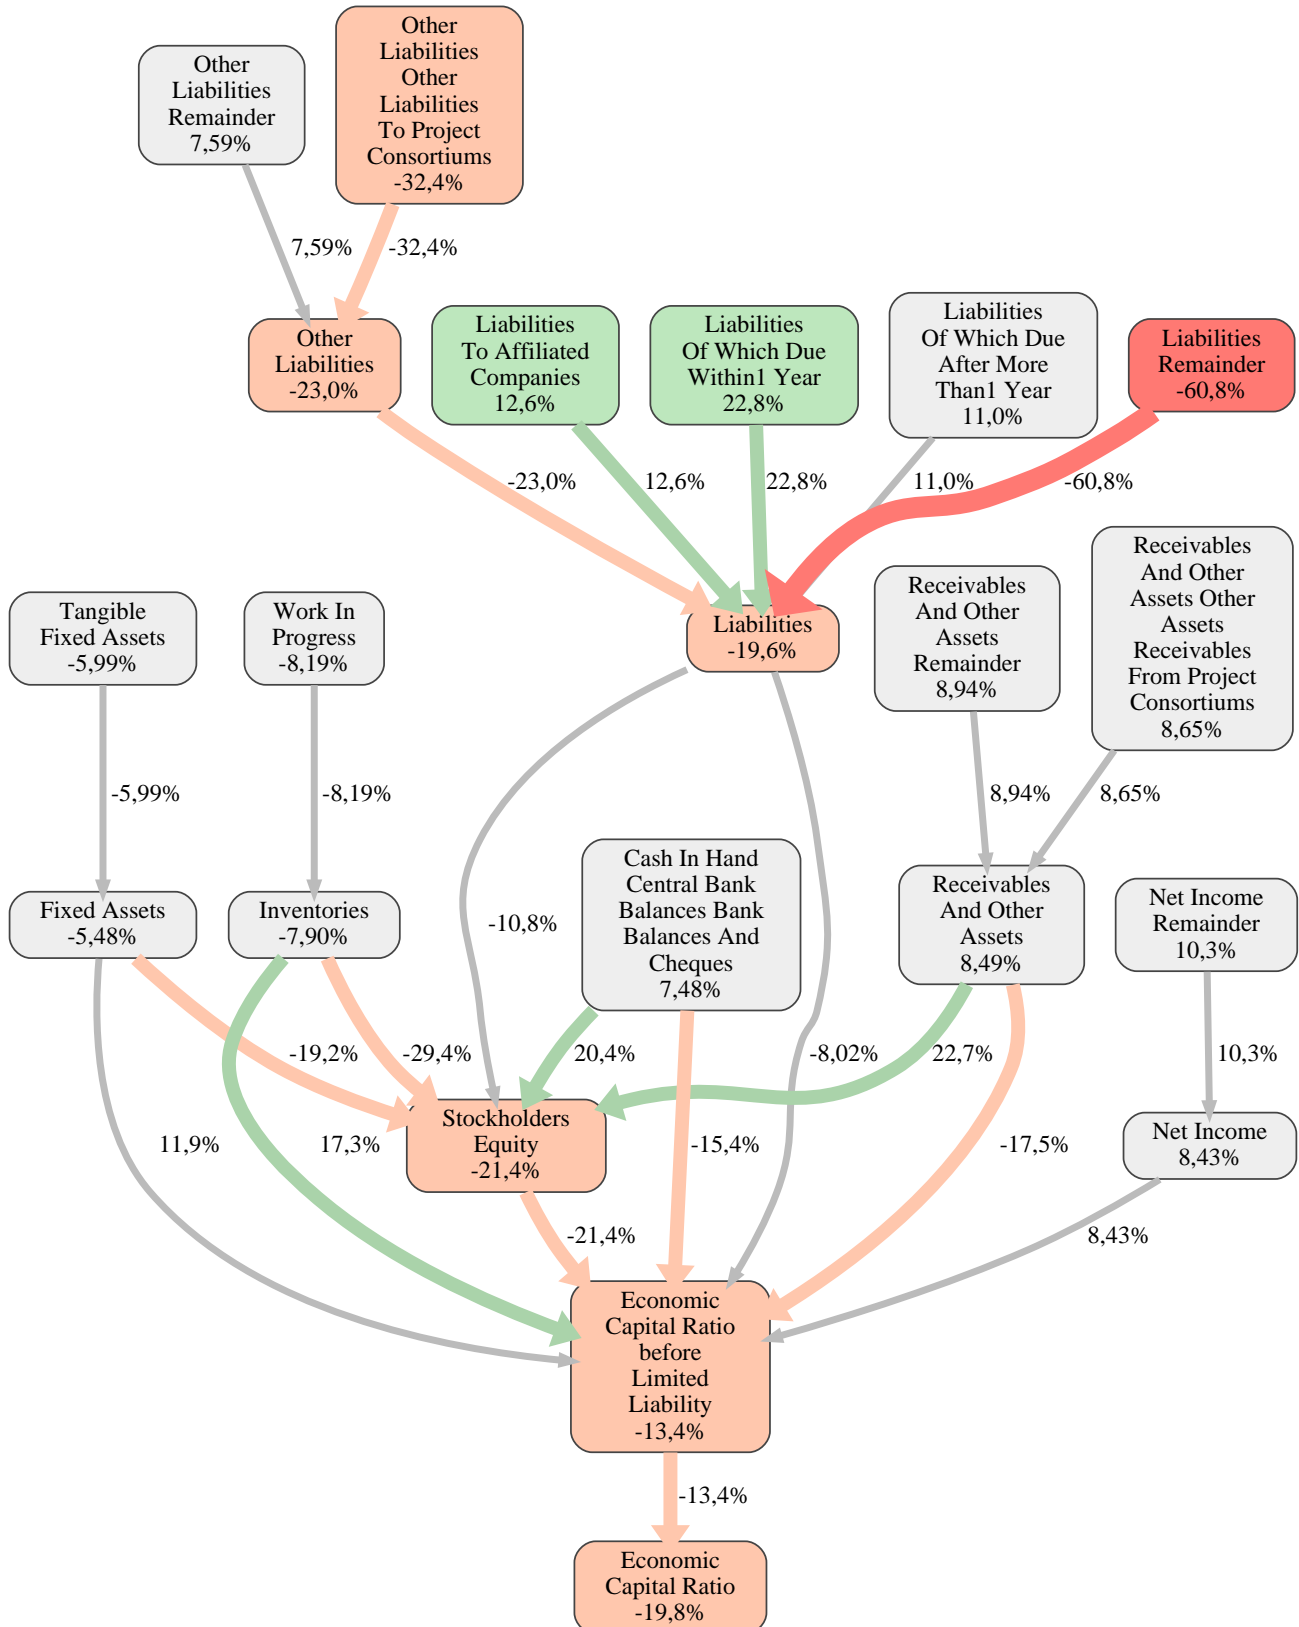 Other
Liabilities
Remainder
7,59%
Other
Liabilities
Other
Liabilities
To Project
Consortiums
-32,4%
7,59%
-32,4%
Other
Liabilities
-23,0%
Liabilities
To Affiliated
Companies
12,6%
Liabilities
Of Which Due
Within1 Year
22,8%
Liabilities
Of Which Due
After More
Than1 Year
11,0%
Liabilities
Remainder
-60,8%
-23,0%
12,6%
22,8%
11,0%
-60,8%
Tangible
Fixed Assets
-5,99%
Work In
Progress
-8,19%
Liabilities
-19,6%
Receivables
And Other
Assets
Remainder
8,94%
Receivables
And Other
Assets Other
Assets
Receivables
From Project
Consortiums
8,65%
-5,99%
-8,19%
8,94%
8,65%
Fixed Assets
-5,48%
Inventories
-7,90%
-10,8%
Cash In Hand
Central Bank
Balances Bank
Balances And
Cheques
7,48%
Receivables
And Other
Assets
8,49%
Net Income
Remainder
10,3%
-19,2%
-29,4%
20,4%
-8,02%
22,7%
10,3%
11,9%
17,3%
Stockholders
Equity
-21,4%
-15,4%
-17,5%
Net Income
8,43%
-21,4%
8,43%
Economic
Capital Ratio
before
Limited
Liability
-13,4%
-13,4%
Economic
Capital Ratio
-19,8%